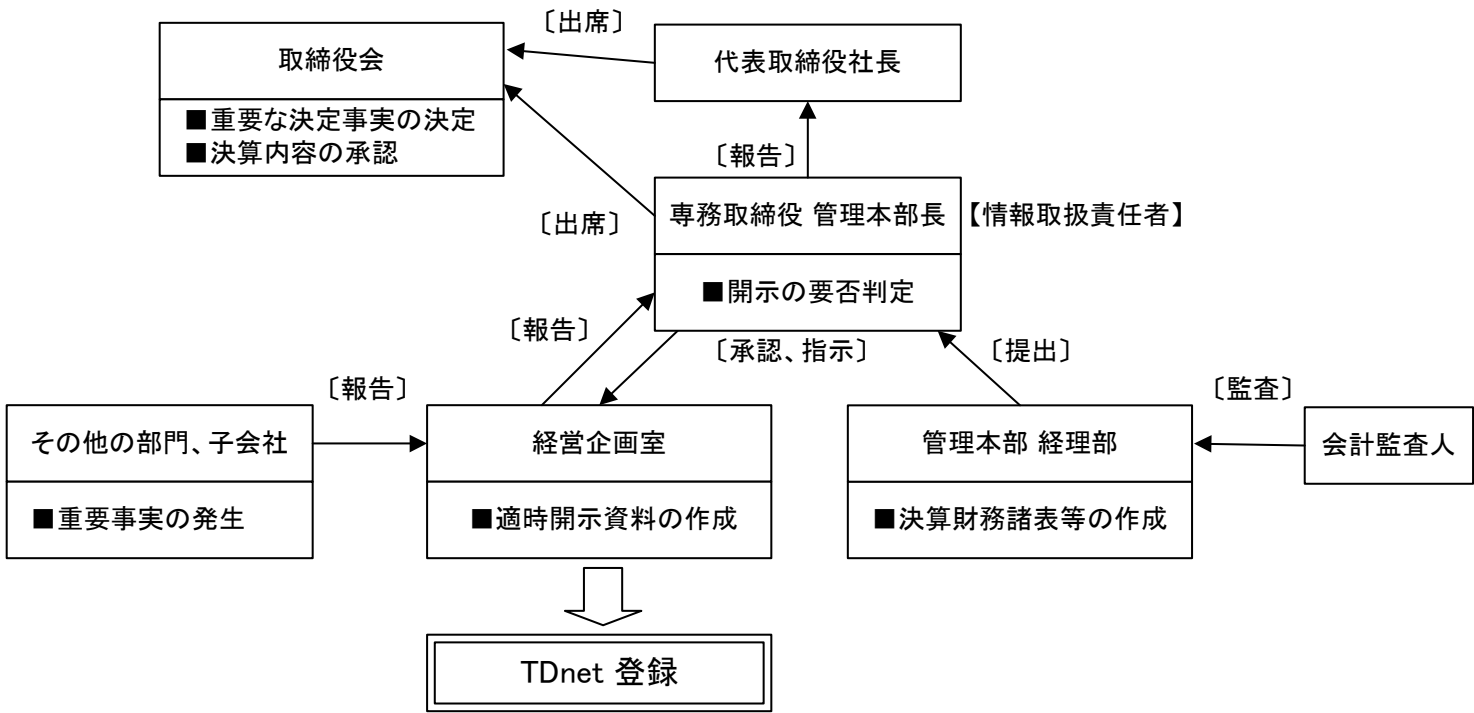 〔出席〕
取締役会
代表取締役社長
■重要な決定事実の決定
■決算内容の承認
〔報告〕
〔出席〕
専務取締役 管理本部長
【情報取扱責任者】
■開示の要否判定
〔報告〕
〔承認、指示〕
〔提出〕
〔報告〕
〔監査〕
その他の部門、子会社
経営企画室
管理本部 経理部
会計監査人
■重要事実の発生
■適時開示資料の作成
■決算財務諸表等の作成
TDnet 登録